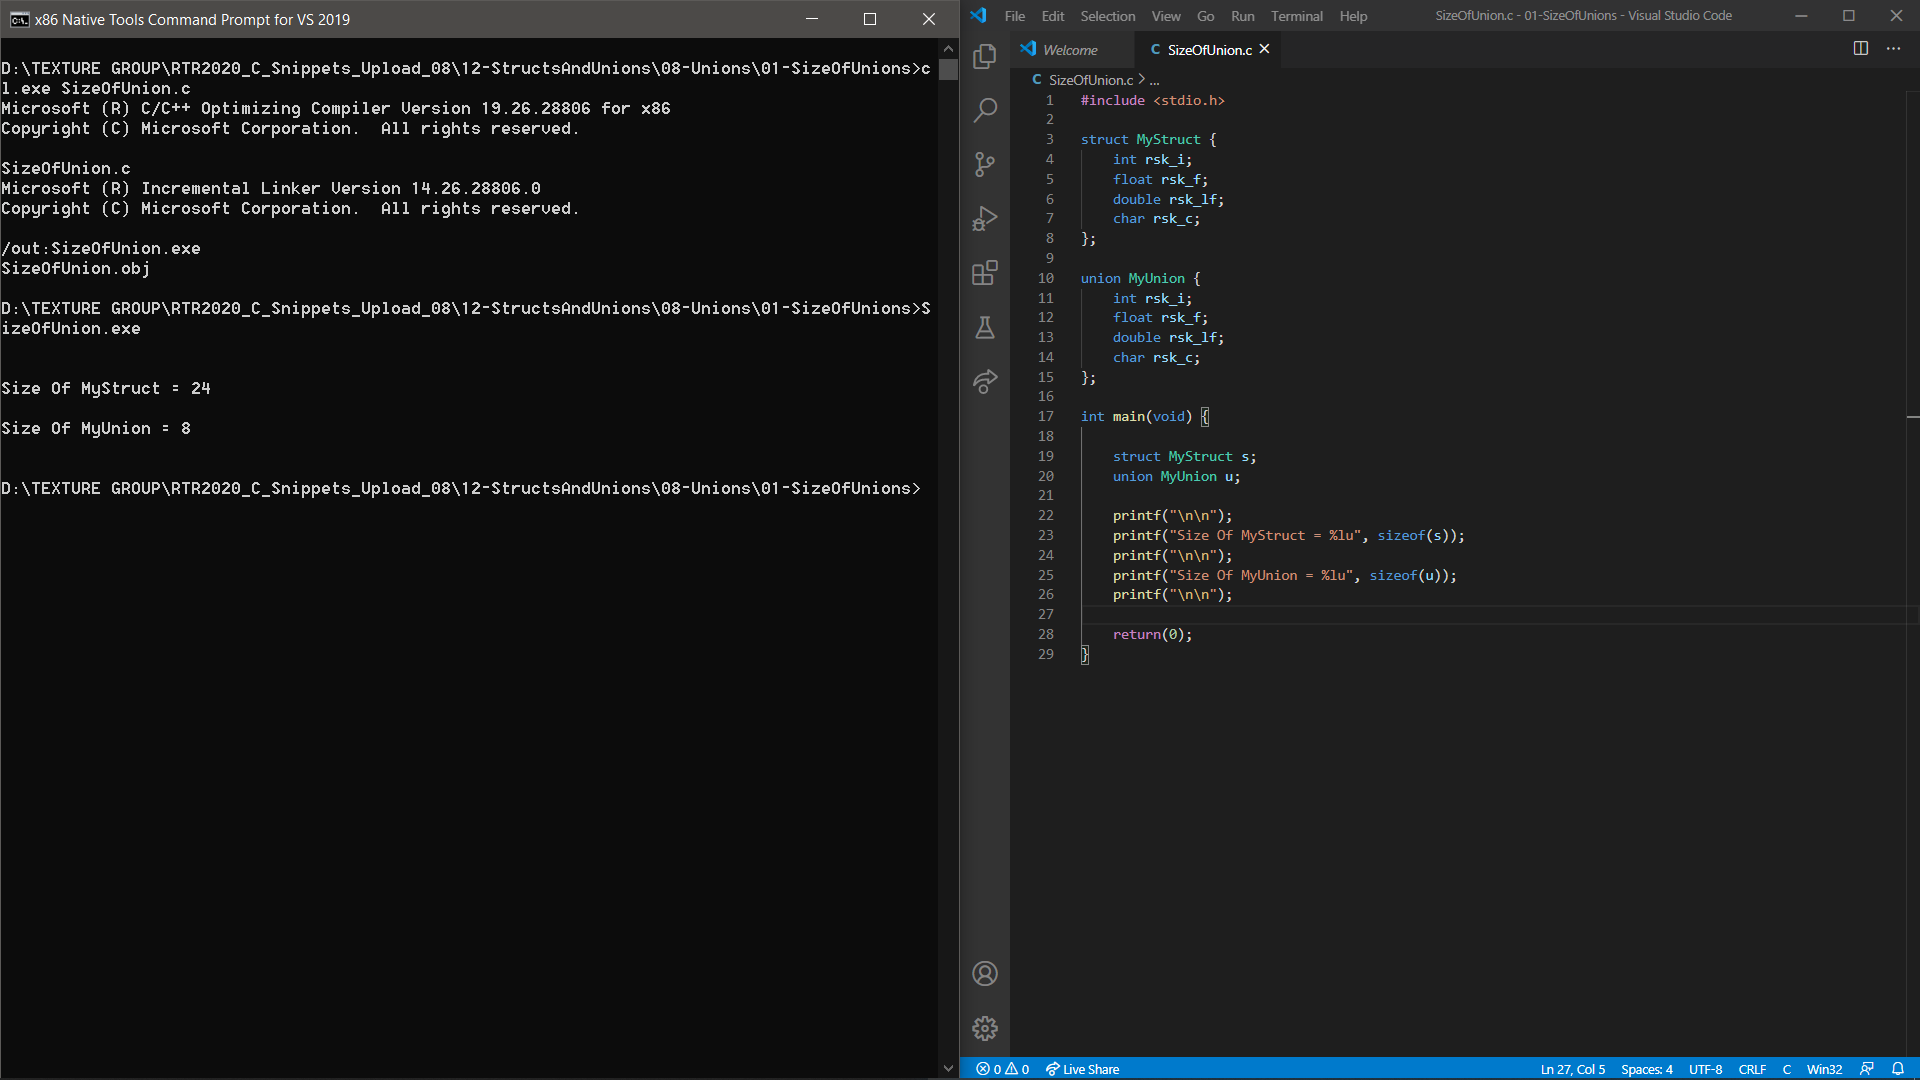 x86 Native Tools Command Prompt for VS 2019
D:\TEXTURE GROUP\RTR2020_C_Snippets_Upload_08\12-StructsAndUnions\08-Unions\01-SizeOfUnions>c
l.exe SizeOfUnion.c
Microsoft (R) C/C++ Optimizing Compiler Version 19.26.28806 for x86
Copyright (C) Microsoft Corporation.  All rights reserved.
SizeOfUnion.c
Microsoft (R) Incremental Linker Version 14.26.28806.0
Copyright (C) Microsoft Corporation.  All rights reserved.
/out:SizeOfUnion.exe
SizeOfUnion.obj
D:\TEXTURE GROUP\RTR2020_C_Snippets_Upload_08\12-StructsAndUnions\08-Unions\01-SizeOfUnions>S
izeOfUnion.exe
Size Of MyStruct = 24
Size Of MyUnion = 8
D:\TEXTURE GROUP\RTR2020_C_Snippets_Upload_08\12-StructsAndUnions\08-Unions\01-SizeOfUnions>
File Edit Selection View Go Run Terminal Help SizeOfUnion.c - 01-SizeOfUnions - Visual Studio Code
Welcome C SizeOfUnion.c
C SizeOfUnion.c > ...
1 #include <stdio.h>
2
3 struct MyStruct {
4     int rsk_i;
5     float rsk_f;
6     double rsk_lf;
7     char rsk_c;
8 };
9
10 union MyUnion {
11     int rsk_i;
12     float rsk_f;
13     double rsk_lf;
14     char rsk_c;
15 };
16
17 int main(void) {
18
19     struct MyStruct s;
20     union MyUnion u;
21
22     printf("\n\n");
23     printf("Size Of MyStruct = %lu", sizeof(s));
24     printf("\n\n");
25     printf("Size Of MyUnion = %lu", sizeof(u));
26     printf("\n\n");
27
28     return(0);
29 }
0 0 Live Share Ln 27, Col 5 Spaces: 4 UTF-8 CRLF C Win32